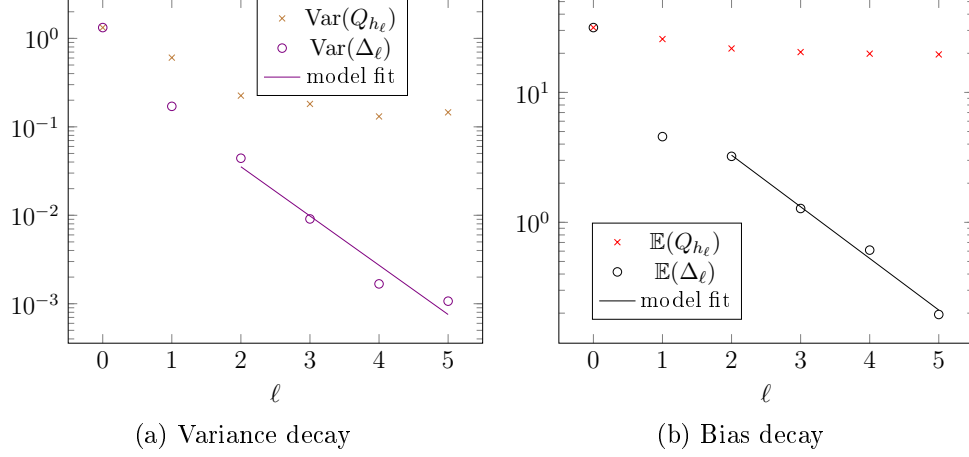 10^0
10^-1
10^-2
10^-3
0 1 2 3 4 5
ℓ
Var(Q_{h_ℓ})
Var(Δ_ℓ)
model fit
(a) Variance decay
10^1
10^0
0 1 2 3 4 5
ℓ
𝔼(Q_{h_ℓ})
𝔼(Δ_ℓ)
model fit
(b) Bias decay